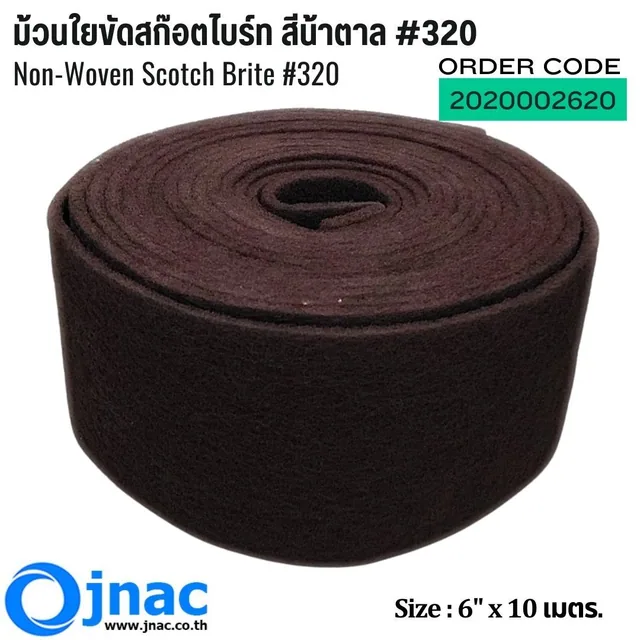 ม้วนใยขัดสก๊อตไบร์ท สีน้ำตาล #320
Non-Woven Scotch Brite #320
ORDER CODE
2020002620
jnac
www.jnac.co.th
Size : 6" x 10 เมตร.